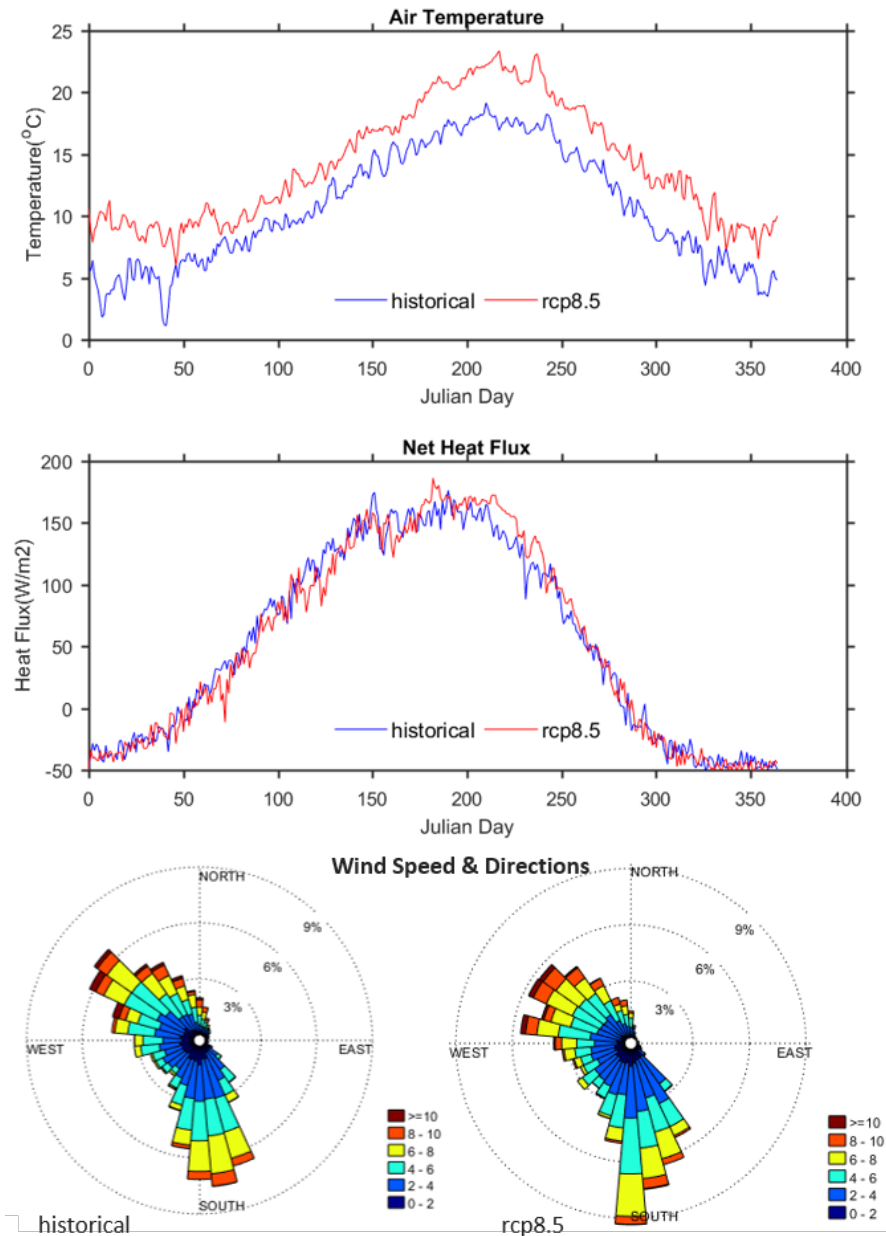 Air Temperature
25
20
15
10
5
0
Temperature(°C)
historical
rcp8.5
0 50 100 150 200 250 300 350 400
Julian Day
Net Heat Flux
200
150
100
50
0
-50
Heat Flux(W/m2)
historical
rcp8.5
0 50 100 150 200 250 300 350 400
Julian Day
Wind Speed & Directions
NORTH
9%
6%
3%
WEST
EAST
SOUTH
>=10
8 - 10
6 - 8
4 - 6
2 - 4
0 - 2
historical
NORTH
9%
6%
3%
WEST
EAST
SOUTH
>=10
8 - 10
6 - 8
4 - 6
2 - 4
0 - 2
rcp8.5